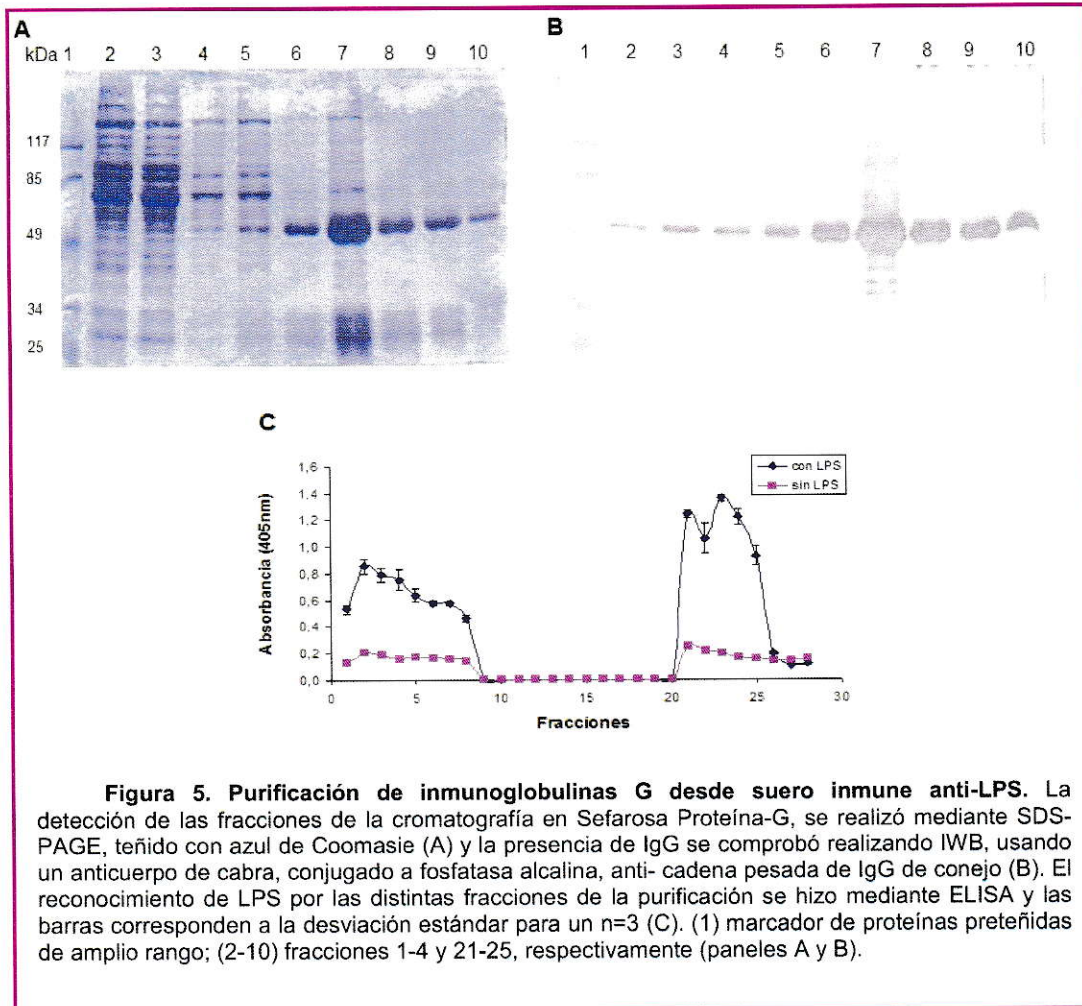 A
kDa 1 2 3 4 5 6 7 8 9 10
117
85
49
34
25
B
1 2 3 4 5 6 7 8 9 10
C
Absorbancia (405nm)
1,6
1,4
1,2
1,0
0,8
0,6
0,4
0,2
0,0
0 5 10 15 20 25 30
Fracciones
con LPS
sin LPS
Figura 5. Purificación de inmunoglobulinas G desde suero inmune anti-LPS. La
detección de las fracciones de la cromatografía en Sefarosa Proteína-G, se realizó mediante SDS-
PAGE, teñido con azul de Coomasie (A) y la presencia de IgG se comprobó realizando IWB, usando
un anticuerpo de cabra, conjugado a fosfatasa alcalina, anti- cadena pesada de IgG de conejo (B). El
reconocimiento de LPS por las distintas fracciones de la purificación se hizo mediante ELISA y las
barras corresponden a la desviación estándar para un n=3 (C). (1) marcador de proteínas preteñidas
de amplio rango; (2-10) fracciones 1-4 y 21-25, respectivamente (paneles A y B).